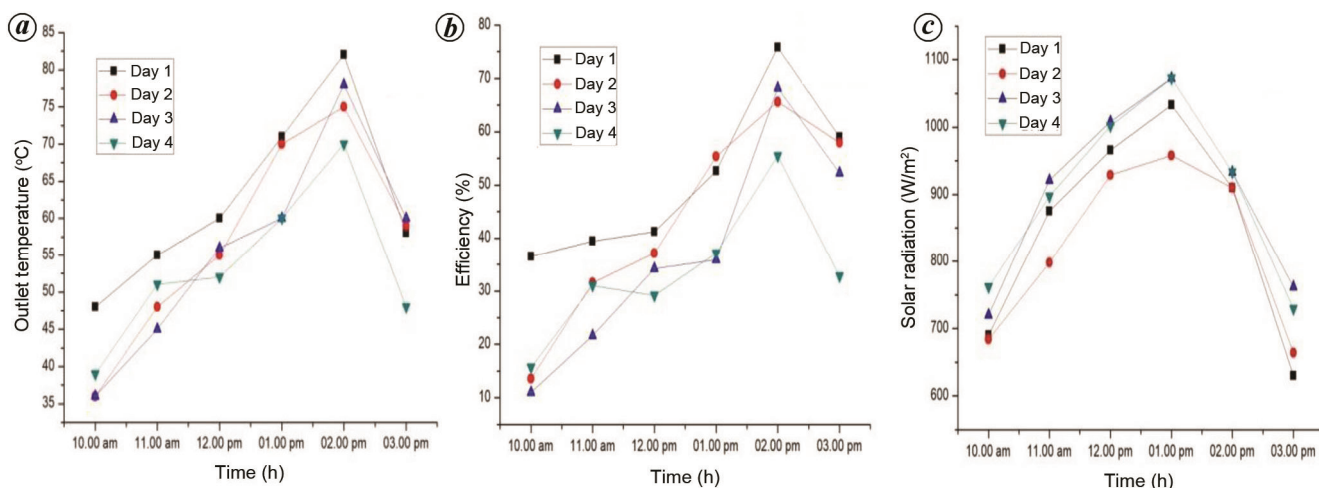 a
Outlet temperature (°C)
85
80
75
70
65
60
55
50
45
40
35
Day 1
Day 2
Day 3
Day 4
10.00 am 11.00 am 12.00 pm 01.00 pm 02.00 pm 03.00 pm
Time (h)
b
Efficiency (%)
80
70
60
50
40
30
20
10
Day 1
Day 2
Day 3
Day 4
10.00 am 11.00 am 12.00 pm 01.00 pm 02.00 pm 03.00 pm
Time (h)
c
Solar radiation (W/m²)
1100
1000
900
800
700
600
Day 1
Day 2
Day 3
Day 4
10.00 am 11.00 am 12.00 pm 01.00 pm 02.00 pm 03.00 pm
Time (h)